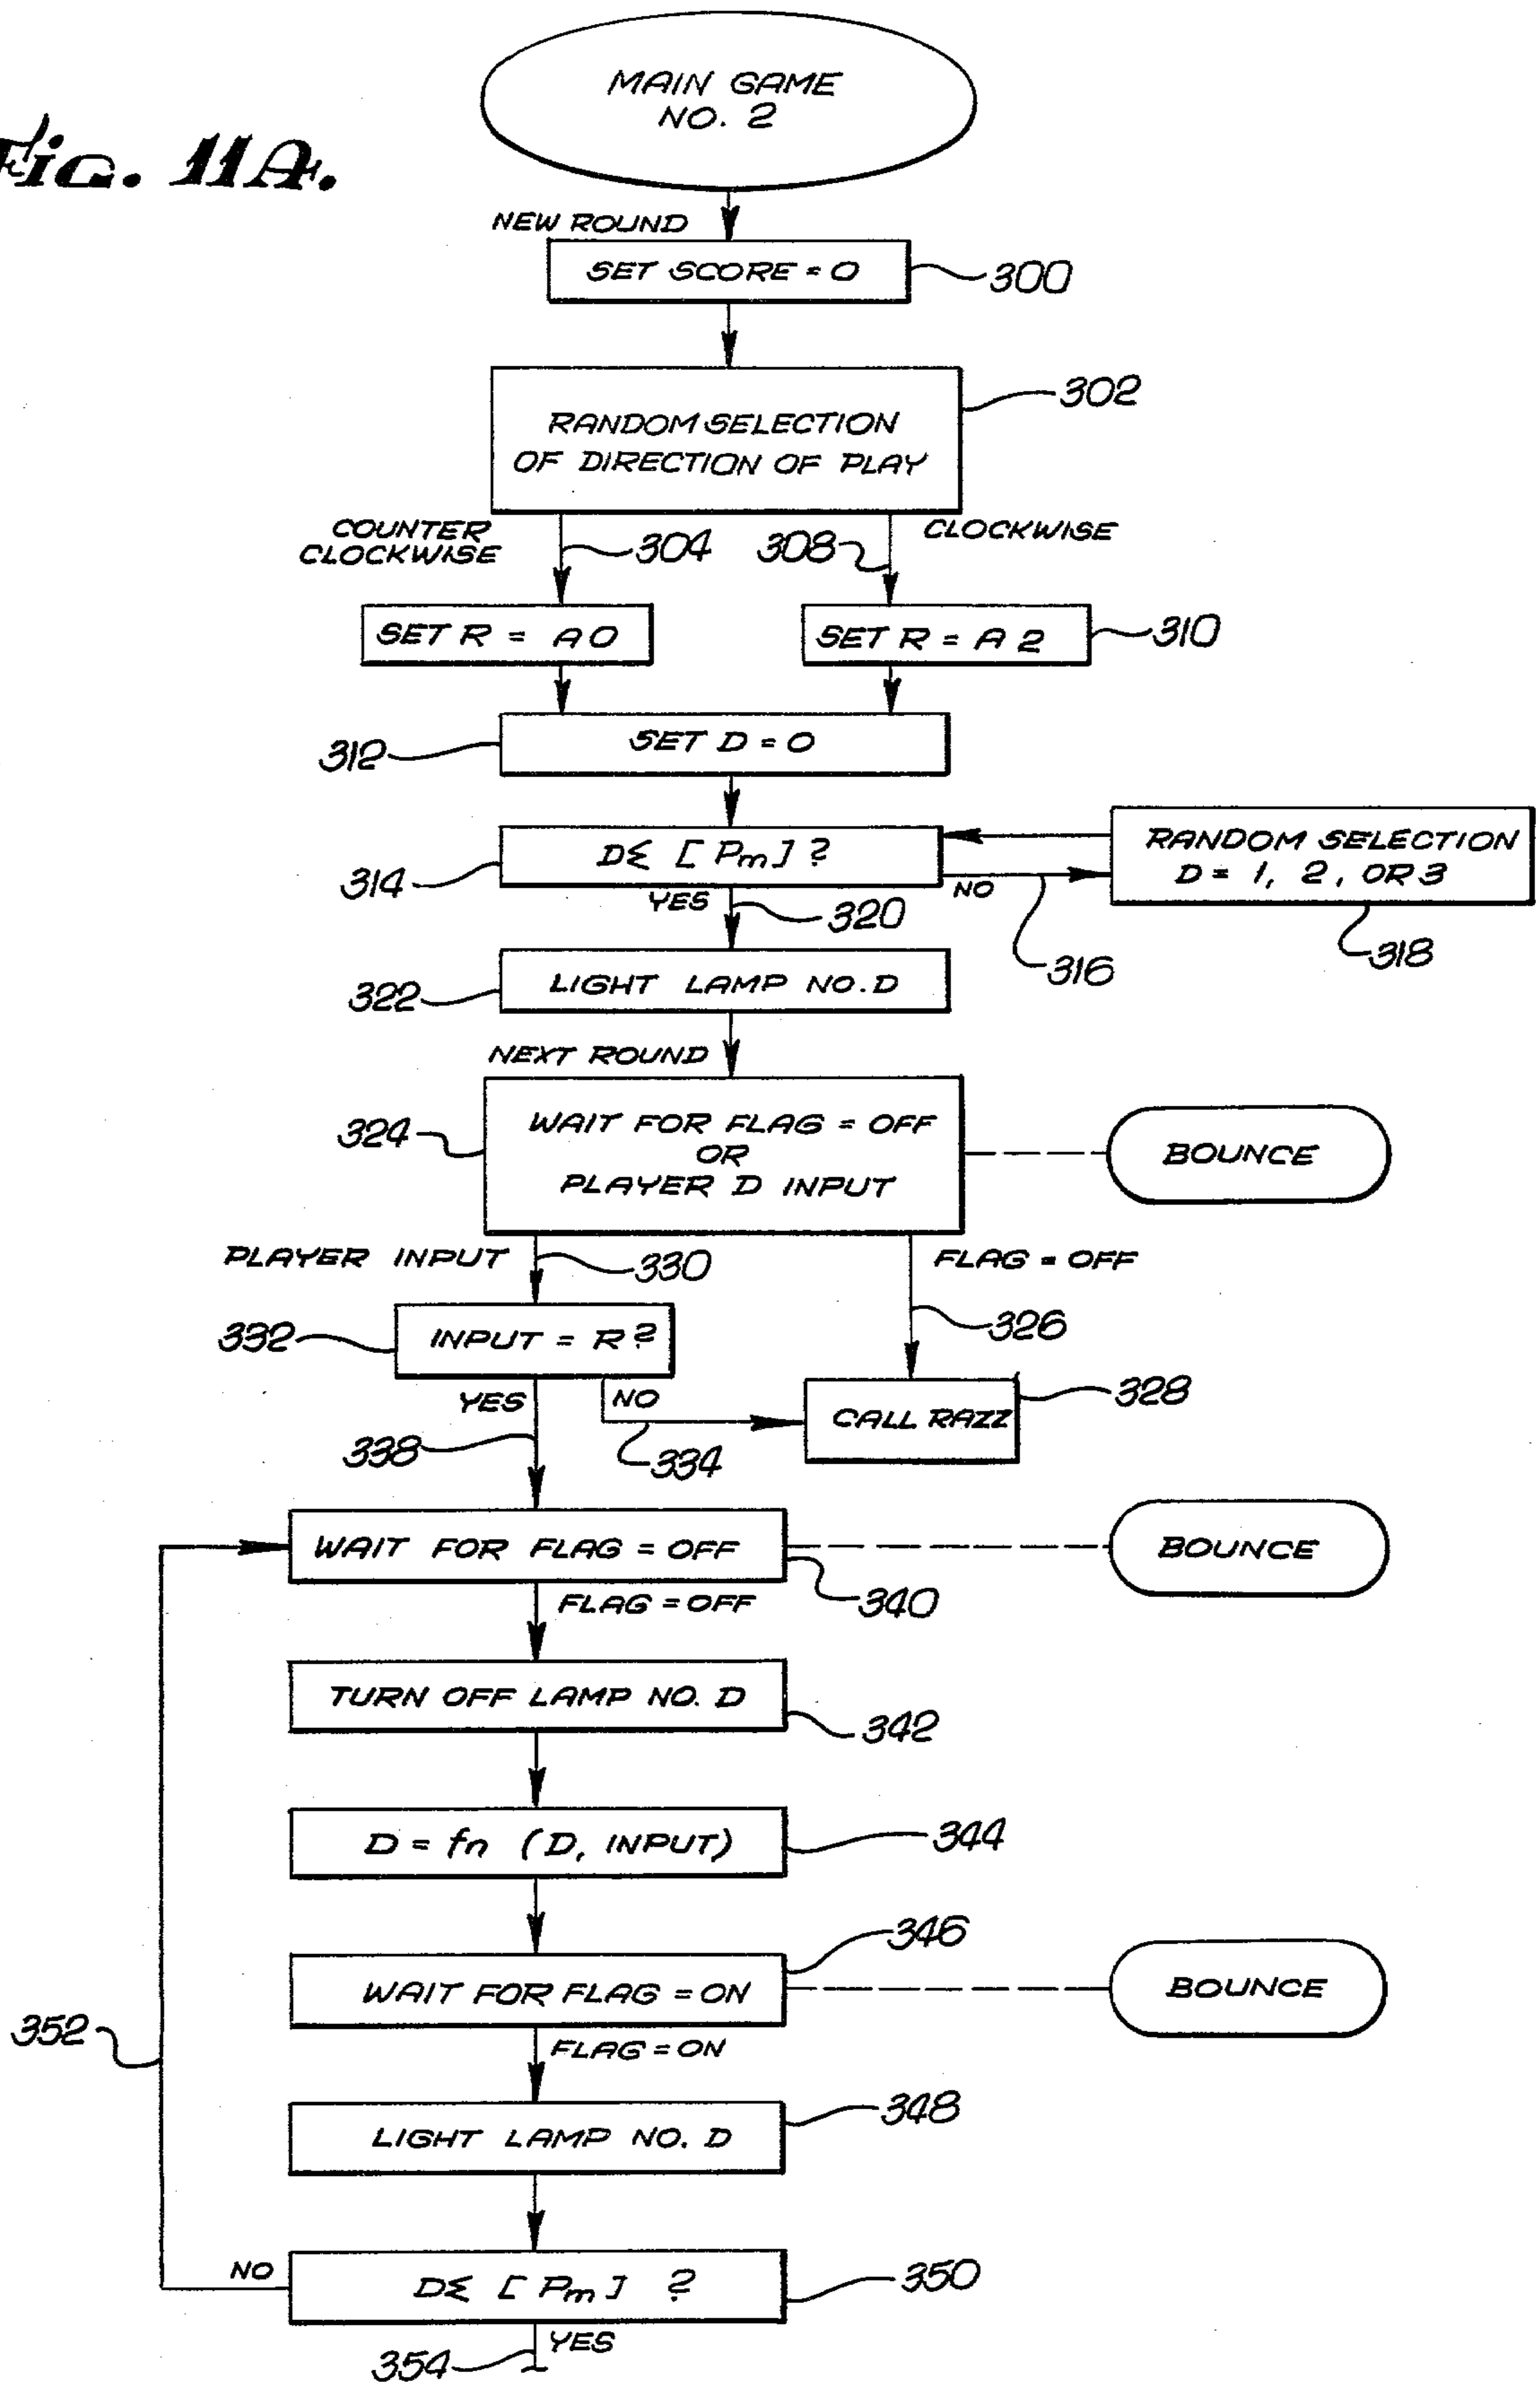 Fig. 11A.
MAIN GAME
NO. 2
NEW ROUND
SET SCORE = 0
300
302
RANDOM SELECTION
OF DIRECTION OF PLAY
COUNTER
CLOCKWISE
304
308
CLOCKWISE
SET R = A0
SET R = A2
310
312
SET D = 0
314
DΣ [Pm] ?
RANDOM SELECTION
D = 1, 2, OR 3
NO
YES
320
316
318
322
LIGHT LAMP NO. D
NEXT ROUND
324
WAIT FOR FLAG = OFF
OR
PLAYER D INPUT
BOUNCE
PLAYER INPUT
330
FLAG = OFF
326
332
INPUT = R?
YES
NO
328
CALL RAZZ
338
334
WAIT FOR FLAG = OFF
BOUNCE
340
FLAG = OFF
TURN OFF LAMP NO. D
342
D = fn (D, INPUT)
344
346
WAIT FOR FLAG = ON
BOUNCE
352
FLAG = ON
348
LIGHT LAMP NO. D
NO
DΣ [Pm] ?
350
YES
354